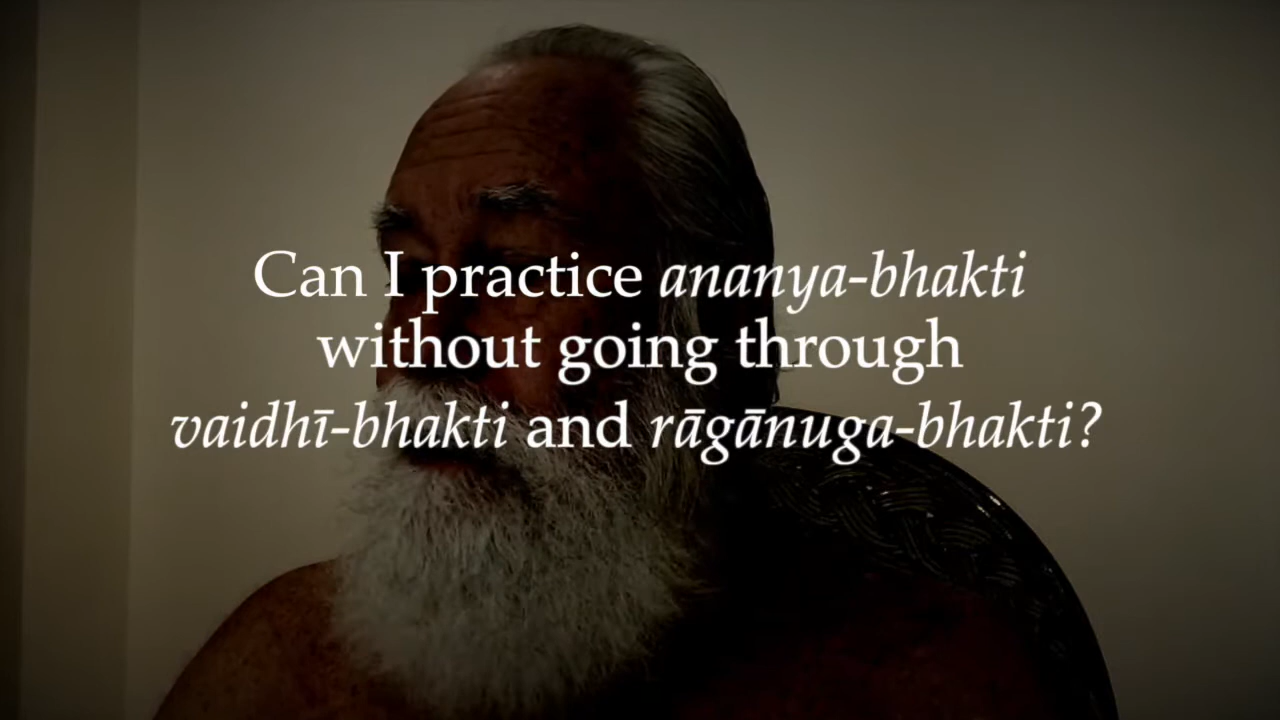 Can I practice ananya-bhakti
without going through
vaidhī-bhakti and rāgānuga-bhakti?